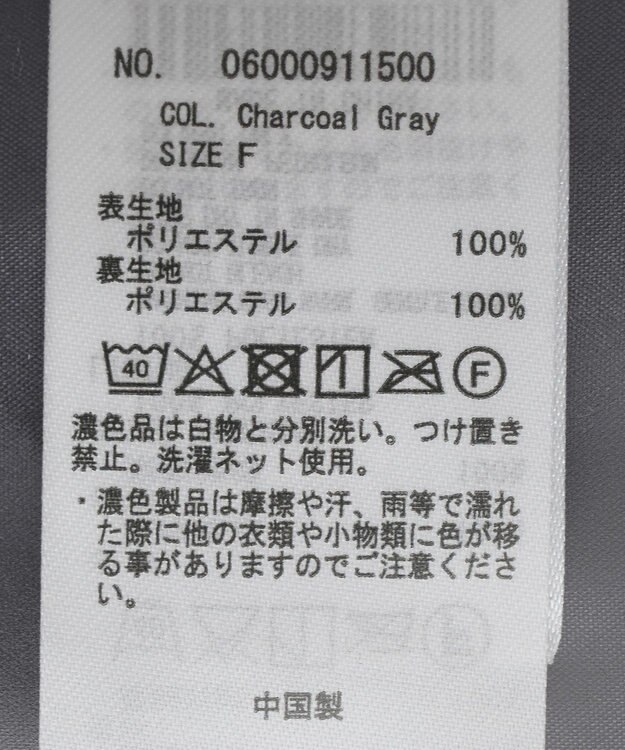 NO. 06000911500
COL. Charcoal Gray
SIZE F
表生地
ポリエステル 100%
裏生地
ポリエステル 100%
40 F
濃色品は白物と分別洗い。つけ置き
禁止。洗濯ネット使用。
・濃色製品は摩擦や汗、雨等で濡れ
た際に他の衣類や小物類に色が移
る事がありますのでご注意くださ
い。
中国製